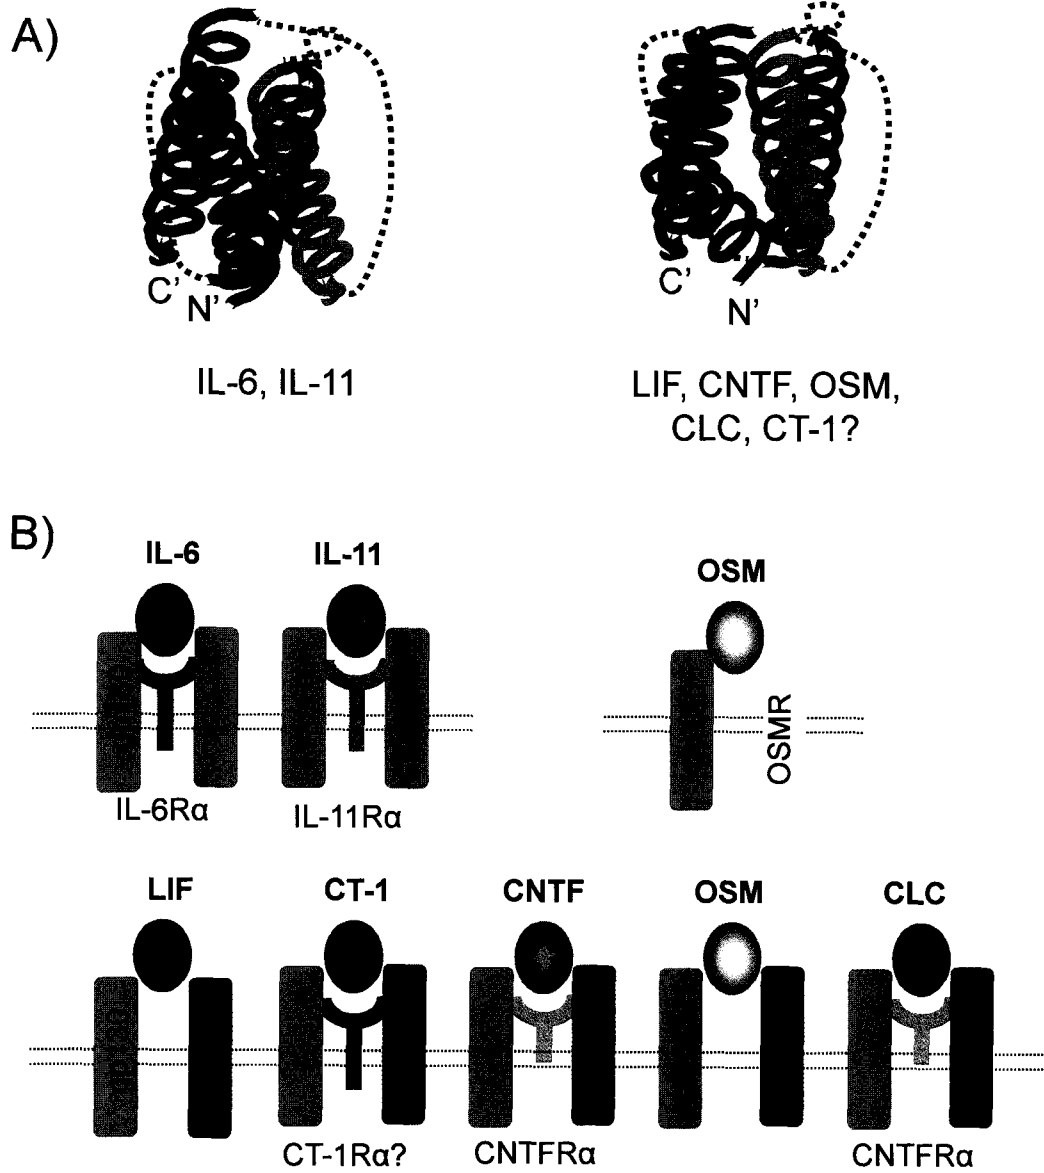 A)
C'
N'
C'
N'
IL-6, IL-11
LIF, CNTF, OSM,
CLC, CT-1?
B)
IL-6
IL-11
OSM
OSMR
IL-6Rα
IL-11Rα
LIF
CT-1
CNTF
OSM
CLC
CT-1Rα?
CNTFRα
CNTFRα